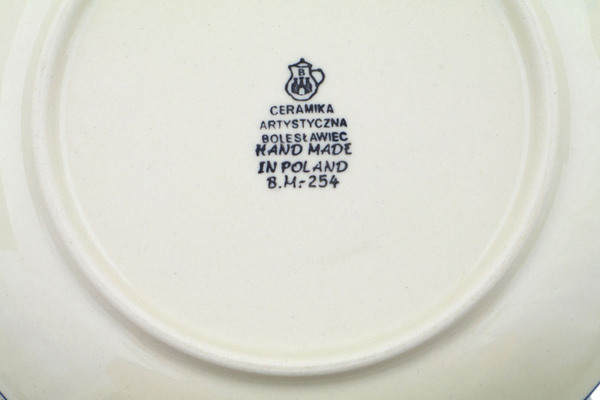 B
CERAMIKA
ARTYSTYCZNA
BOLESŁAWIEC
HAND MADE
IN POLAND
B.M.-254